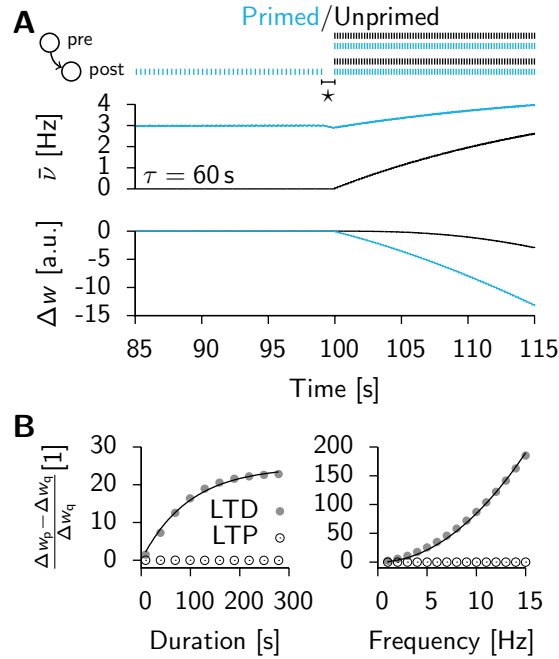 A
Primed/Unprimed
pre
post
★
4
3
2
1
0
ν̄ [Hz]
τ = 60 s
0
-5
-10
-15
Δw [a.u.]
85 90 95 100 105 110 115
Time [s]
B
30
20
10
0
(Δw_p − Δw_q)/Δw_q [1]
LTD
LTP
0 100 200 300
Duration [s]
200
150
100
50
0
0 5 10 15
Frequency [Hz]